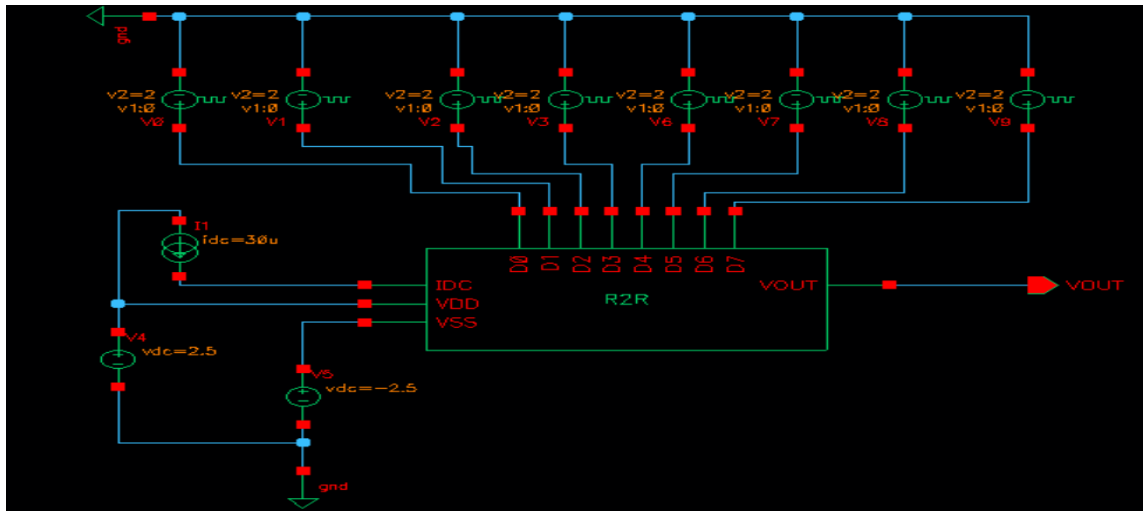 gnd
v2=2 v2=2 v2=2 v2=2 v2=2 v2=2 v2=2 v2=2
v1:0 v1:0 v1:0 v1:0 v1:0 v1:0 v1:0 v1:0
V0 V1 V2 V3 V6 V7 V8 V9
I1
idc=30u
D0 D1 D2 D3 D4 D5 D6 D7
IDC
VDD
VSS
R2R
VOUT
VOUT
V4
vdc=2.5
V5
vdc=-2.5
gnd